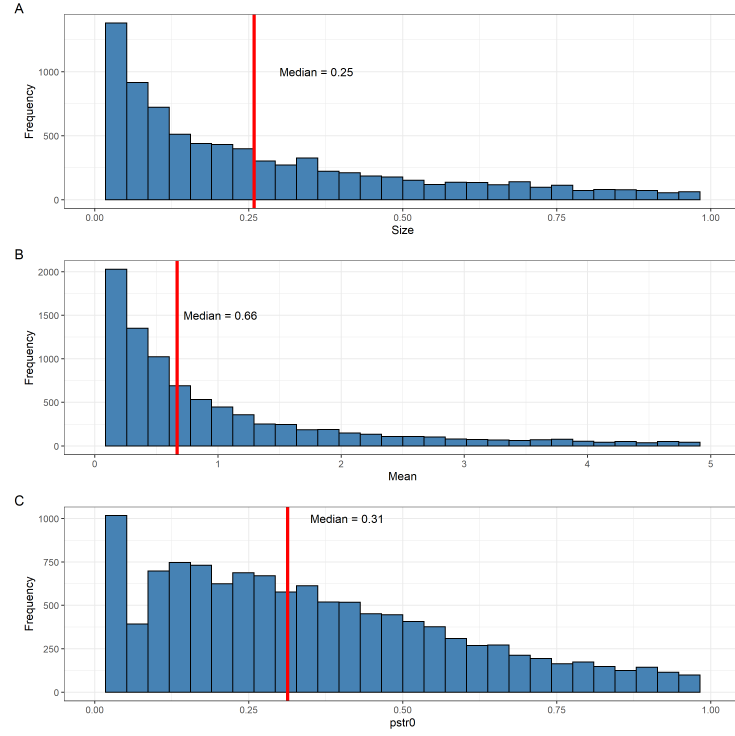 A
Frequency
1000
500
0
Median = 0.25
0.00 0.25 0.50 0.75 1.00
Size
B
Frequency
2000
1500
1000
500
0
Median = 0.66
0 1 2 3 4 5
Mean
C
Frequency
1000
750
500
250
0
Median = 0.31
0.00 0.25 0.50 0.75 1.00
pstr0